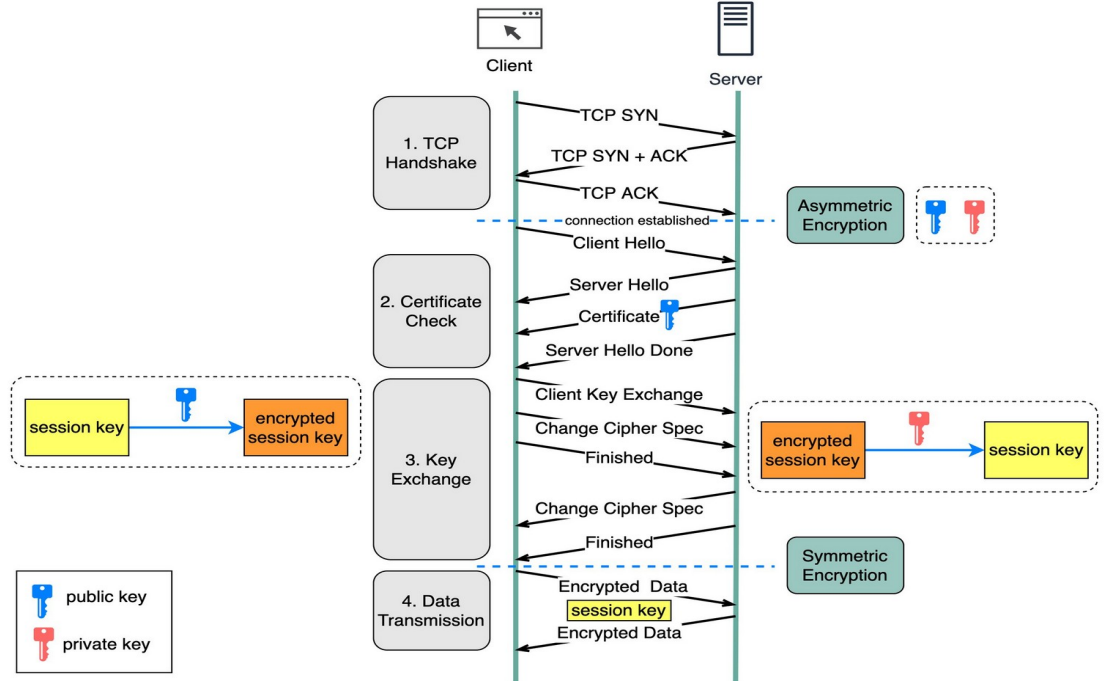 Client
Server
1. TCP
Handshake
TCP SYN
TCP SYN + ACK
TCP ACK
connection established
Asymmetric
Encryption
Client Hello
2. Certificate
Check
Server Hello
Certificate
Server Hello Done
3. Key
Exchange
Client Key Exchange
Change Cipher Spec
Finished
Change Cipher Spec
Finished
session key
encrypted
session key
encrypted
session key
session key
Symmetric
Encryption
4. Data
Transmission
Encrypted Data
session key
Encrypted Data
public key
private key